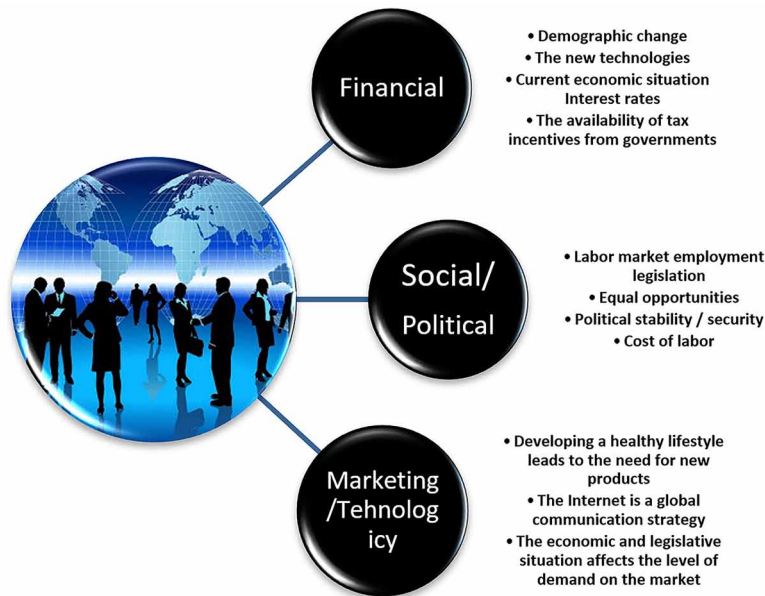 Financial
• Demographic change
• The new technologies
• Current economic situation
Interest rates
• The availability of tax
incentives from governments
Social/
Political
• Labor market employment
legislation
• Equal opportunities
• Political stability / security
• Cost of labor
Marketing
/Tehnolog
icy
• Developing a healthy lifestyle
leads to the need for new
products
• The Internet is a global
communication strategy
• The economic and legislative
situation affects the level of
demand on the market